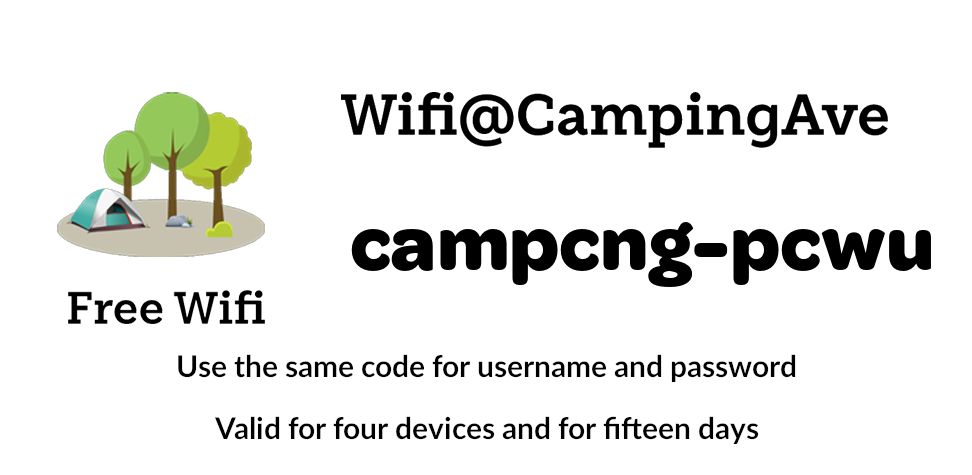 Wifi@CampingAve
campcng-pcwu
Free Wifi
Use the same code for username and password
Valid for four devices and for fifteen days